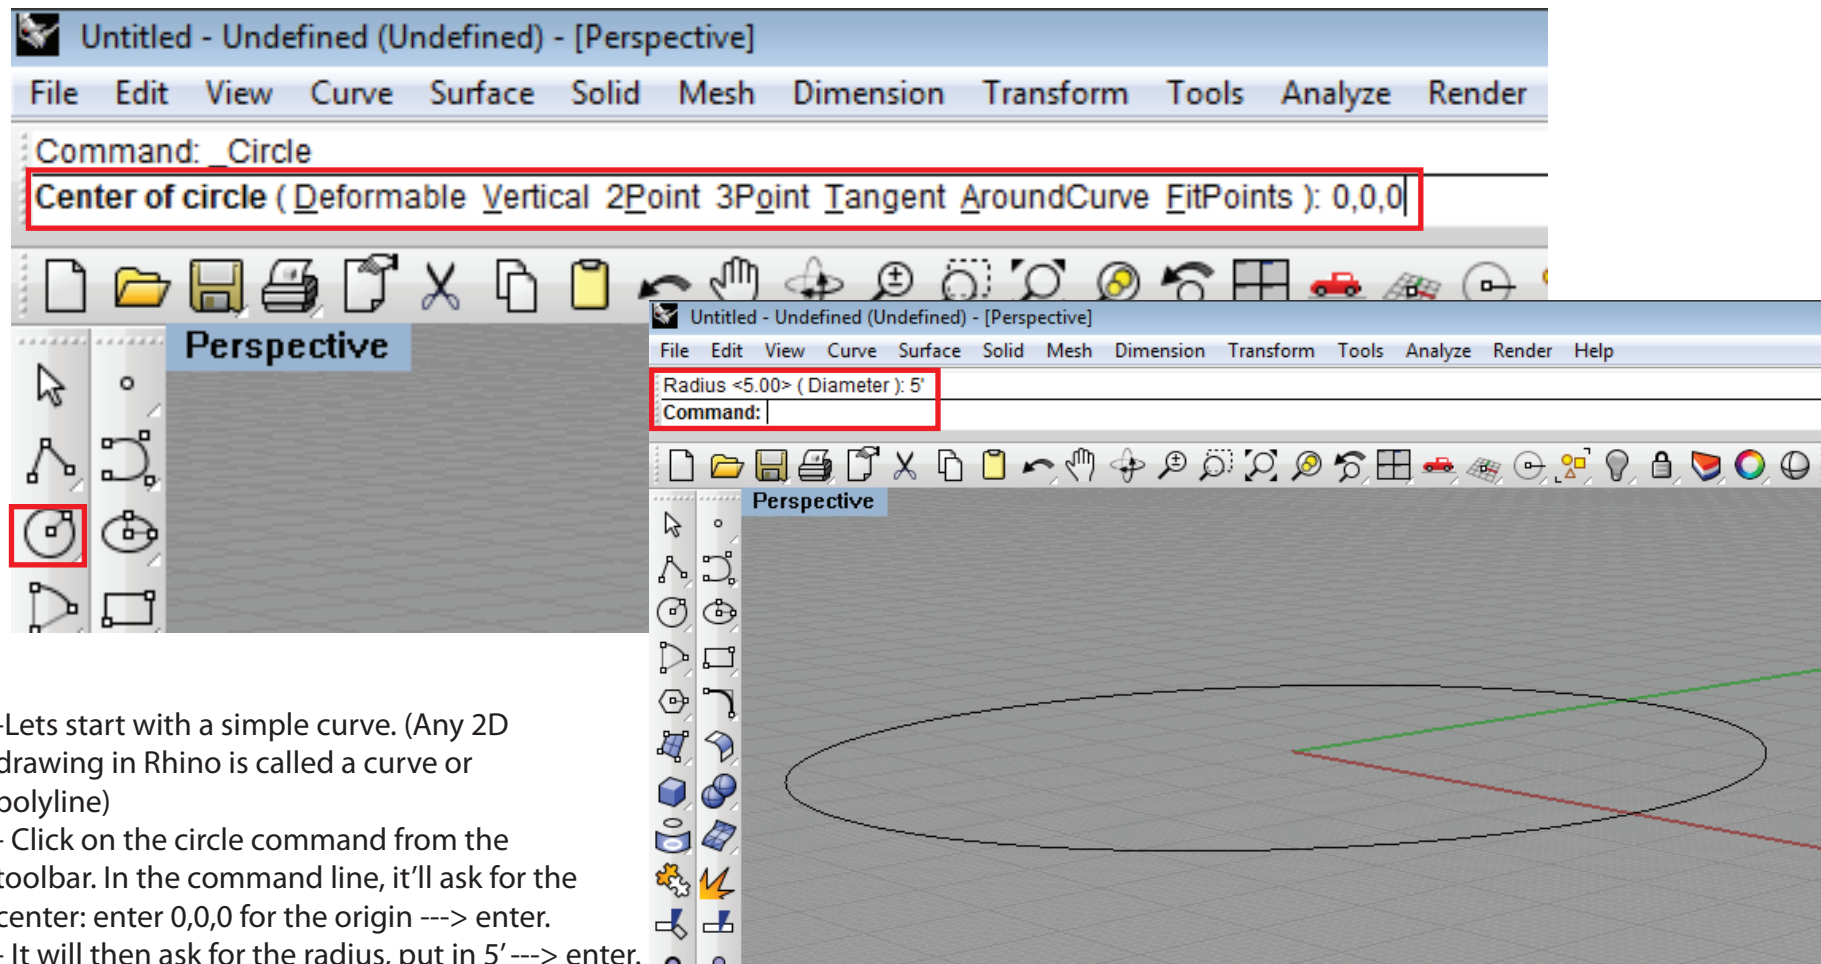 Untitled - Undefined (Undefined) - [Perspective]
File Edit View Curve Surface Solid Mesh Dimension Transform Tools Analyze Render
Command: _Circle
Center of circle ( Deformable Vertical 2Point 3Point Tangent AroundCurve FitPoints ): 0,0,0
Perspective
Untitled - Undefined (Undefined) - [Perspective]
File Edit View Curve Surface Solid Mesh Dimension Transform Tools Analyze Render Help
Radius <5.00> ( Diameter ): 5'
Command:
Perspective
-Lets start with a simple curve. (Any 2D
drawing in Rhino is called a curve or
polyline)
- Click on the circle command from the
toolbar. In the command line, it’ll ask for the
center: enter 0,0,0 for the origin ---> enter.
- It will then ask for the radius, put in 5’ ---> enter.